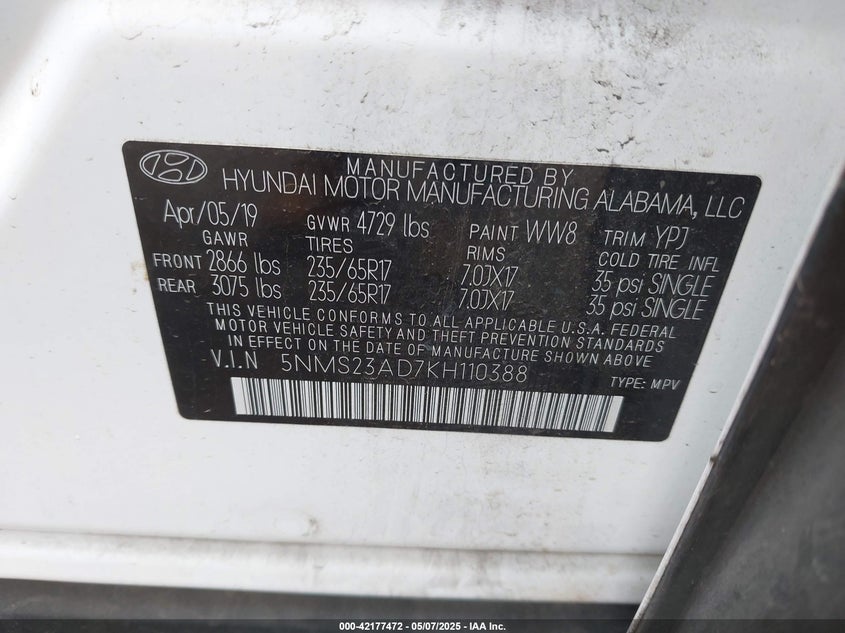 MANUFACTURED BY
HYUNDAI MOTOR MANUFACTURING ALABAMA, LLC
Apr/05/19 GVWR 4729 lbs PAINT WW8 TRIM YPJ
GAWR TIRES RIMS COLD TIRE INFL
FRONT 2866 lbs 235/65R17 7.0JX17 35 psi SINGLE
REAR 3075 lbs 235/65R17 7.0JX17 35 psi SINGLE
THIS VEHICLE CONFORMS TO ALL APPLICABLE U.S.A. FEDERAL
MOTOR VEHICLE SAFETY AND THEFT PREVENTION STANDARDS
IN EFFECT ON THE DATE OF MANUFACTURE SHOWN ABOVE.
V.I.N 5NMS23AD7KH110388 TYPE: MPV
000-42177472 - 05/07/2025 - IAA Inc.